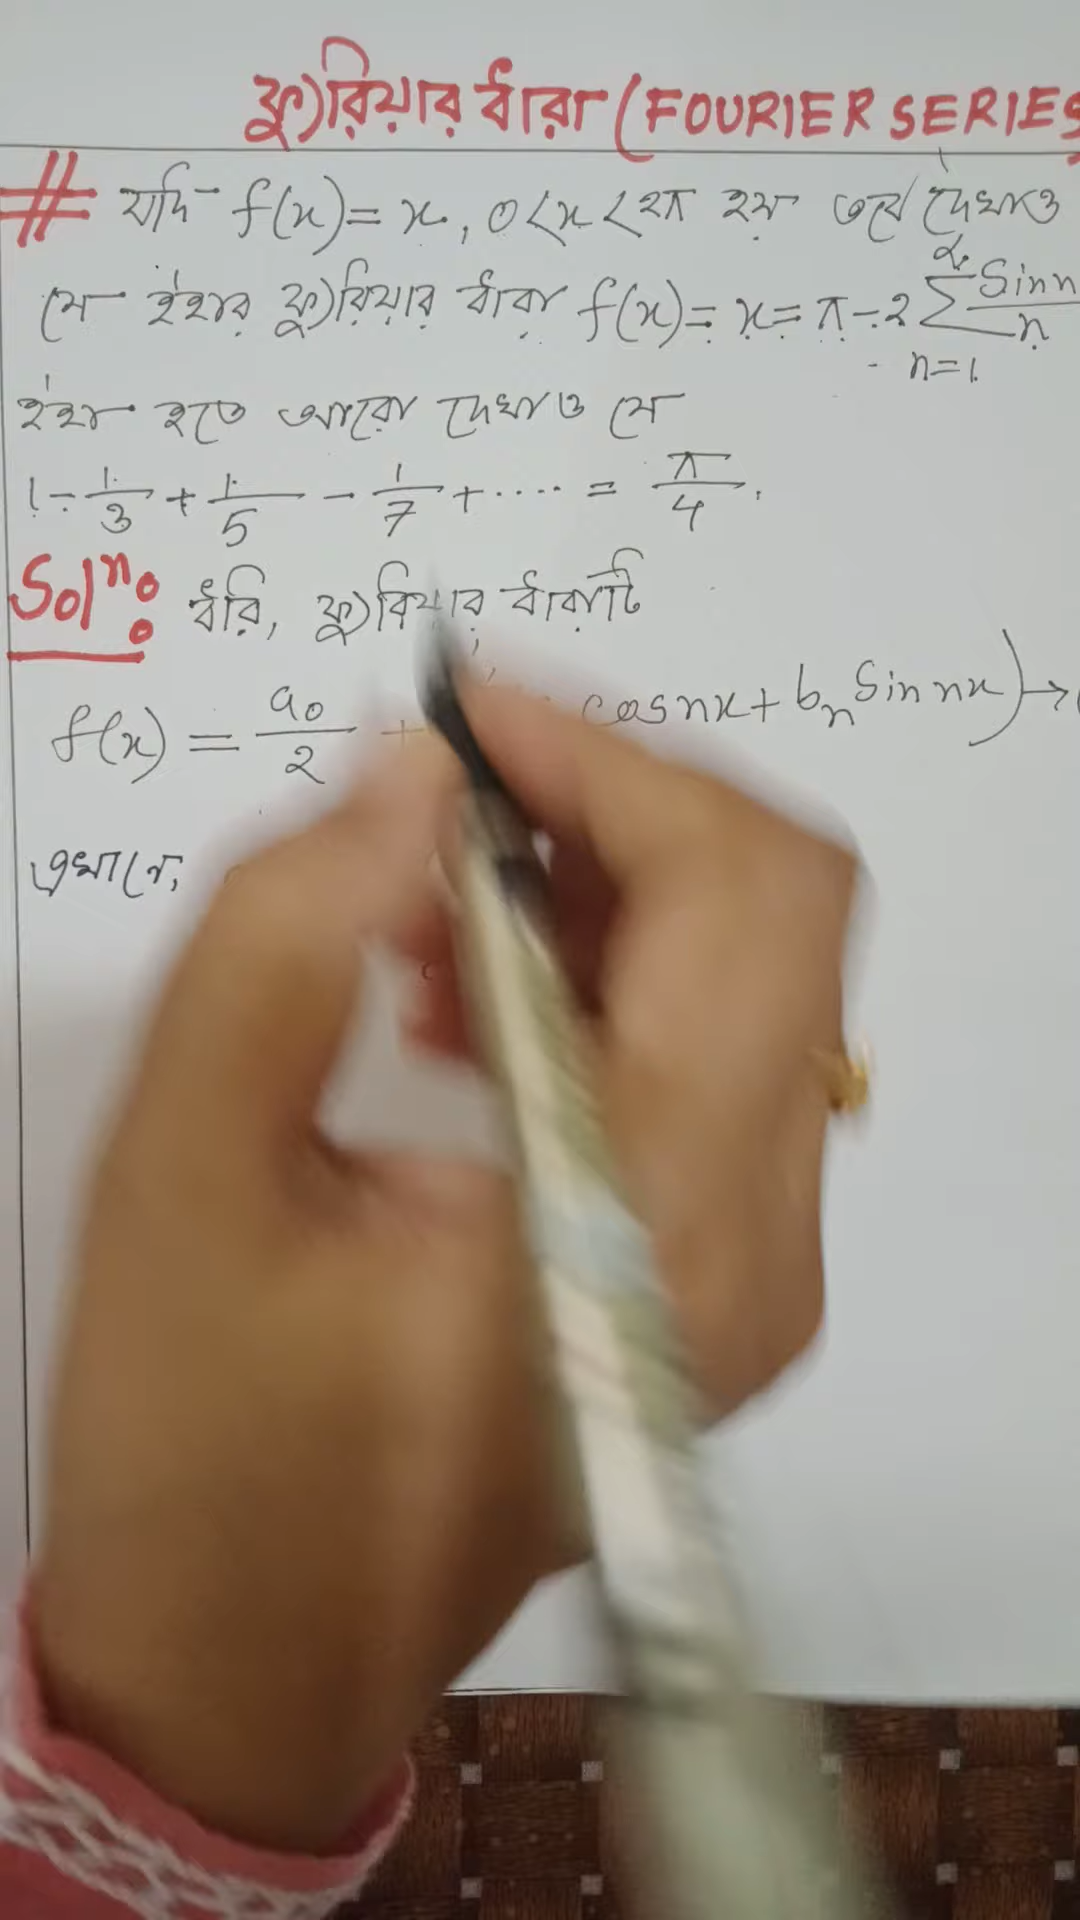 ফুরিয়ার ধারা (FOURIER SERIES
# যদি f(x) = x, 0<x<2π হয় তবে দেখাও
যে ইহার ফুরিয়ার ধারা f(x) = x = π - 2 ∑_{n=1}^{∞} Sin n / n
ইহা হতে আরো দেখাও যে
1 - 1/3 + 1/5 - 1/7 + .... = π/4.
Solⁿ: ধরি, ফুরিয়ার ধারাটি
f(x) = a₀/2 + cos nx + bₙ Sin nx) → (
এখানে,